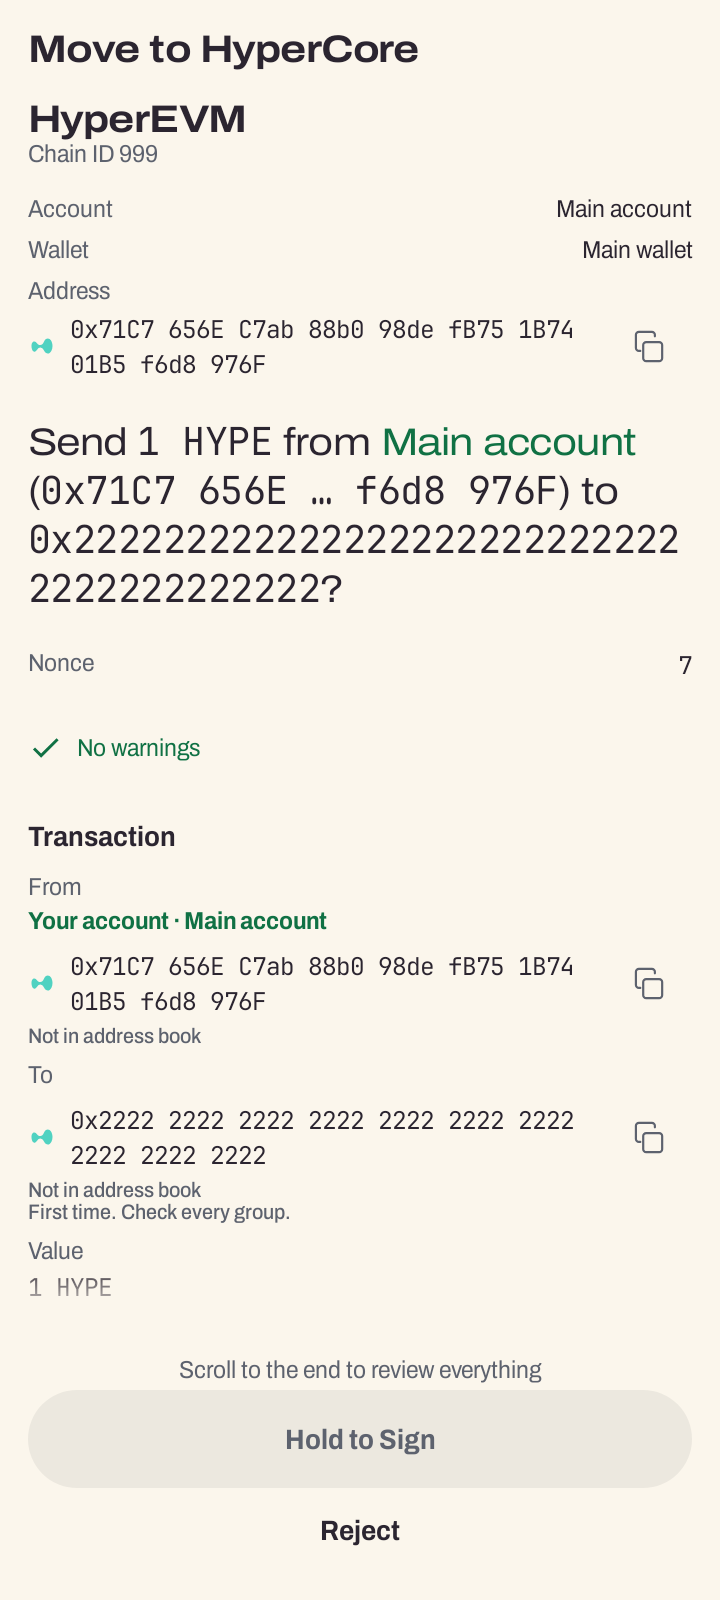 Move to HyperCore
HyperEVM
Chain ID 999
Account
Main account
Wallet
Main wallet
Address
0x71C7 656E C7ab 88b0 98de fB75 1B74
01B5 f6d8 976F
Send 1 HYPE from Main account
(0x71C7 656E … f6d8 976F) to
0x222222222222222222222222222
2222222222222?
Nonce
7
No warnings
Transaction
From
Your account · Main account
0x71C7 656E C7ab 88b0 98de fB75 1B74
01B5 f6d8 976F
Not in address book
To
0x2222 2222 2222 2222 2222 2222 2222
2222 2222 2222
Not in address book
First time. Check every group.
Value
1 HYPE
Scroll to the end to review everything
Hold to Sign
Reject